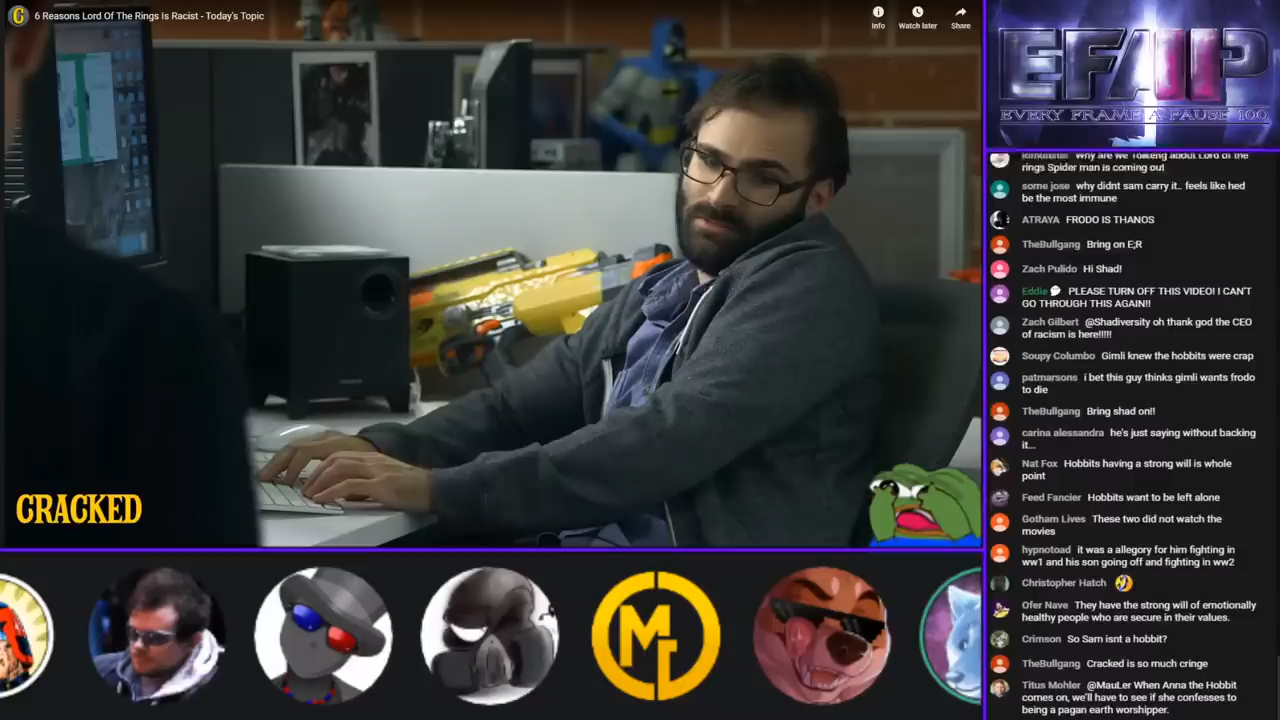 6 Reasons Lord Of The Rings Is Racist - Today's Topic
Info
Watch later
Share
CRACKED
EFAP
EVERY FRAME A PAUSE 100
Why are we Tolkeng about Lord of the
rings Spider man is coming out
some jose why didnt sam carry it.. feels like hed
be the most immune
ATRAYA FRODO IS THANOS
TheBullgang Bring on E;R
Zach Pulido Hi Shad!
Eddie PLEASE TURN OFF THIS VIDEO! I CAN'T
GO THROUGH THIS AGAIN!!
Zach Gilbert @Shadiversity oh thank god the CEO
of racism is here!!!!!
Soupy Columbo Gimli knew the hobbits were crap
patmarsons i bet this guy thinks gimli wants frodo
to die
TheBullgang Bring shad on!!
carina alessandra he's just saying without backing
it...
Nat Fox Hobbits having a strong will is whole
point
Feed Fancier Hobbits want to be left alone
Gotham Lives These two did not watch the
movies
hypnotoad it was a allegory for him fighting in
ww1 and his son going off and fighting in ww2
Christopher Hatch
Ofer Nave They have the strong will of emotionally
healthy people who are secure in their values.
Crimson So Sam isnt a hobbit?
TheBullgang Cracked is so much cringe
Titus Mohler @MauLer When Anna the Hobbit
comes on, we'll have to see if she confesses to
being a pagan earth worshipper.